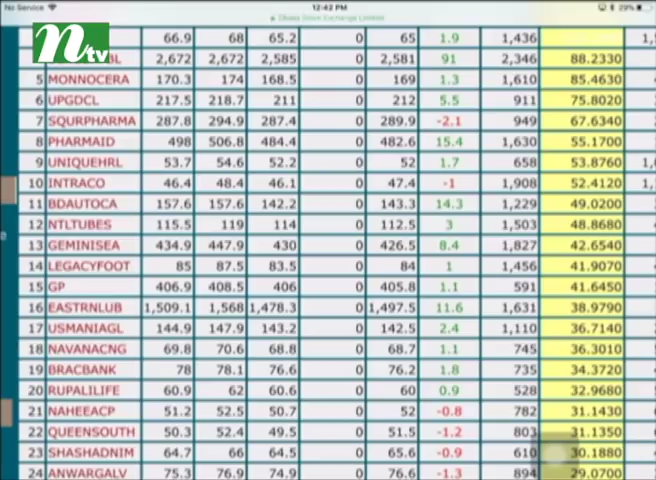 No Service 12:42 PM 29%
Dhaka Stock Exchange Limited
ntv
66.9 68 65.2 0 65 1.9 1,436
BL 2,672 2,672 2,585 0 2,581 91 2,346 88.2330
5 MONNOCERA 170.3 174 168.5 0 169 1.3 1,610 85.4630
6 UPGDCL 217.5 218.7 211 0 212 5.5 911 75.8020
7 SQURPHARMA 287.8 294.9 287.4 0 289.9 -2.1 949 67.6340
8 PHARMAID 498 506.8 484.4 0 482.6 15.4 1,630 55.1700
9 UNIQUEHRL 53.7 54.6 52.2 0 52 1.7 658 53.8760
10 INTRACO 46.4 48.4 46.1 0 47.4 -1 1,908 52.4120
11 BDAUTOCA 157.6 157.6 142.2 0 143.3 14.3 1,229 49.0200
12 NTLTUBES 115.5 119 114 0 112.5 3 1,503 48.8680
13 GEMINISEA 434.9 447.9 430 0 426.5 8.4 1,827 42.6540
14 LEGACYFOOT 85 87.5 83.5 0 84 1 1,456 41.9070
15 GP 406.9 408.5 406 0 405.8 1.1 591 41.6450
16 EASTRNLUB 1,509.1 1,568 1,478.3 0 1,497.5 11.6 1,631 38.9790
17 USMANIAGL 144.9 147.9 143.2 0 142.5 2.4 1,110 36.7140
18 NAVANACNG 69.8 70.6 68.8 0 68.7 1.1 745 36.3010
19 BRACBANK 78 78.1 76.6 0 76.2 1.8 735 34.3720
20 RUPALILIFE 60.9 62 60.6 0 60 0.9 528 32.9680
21 NAHEEACP 51.2 52.5 50.7 0 52 -0.8 782 31.1430
22 QUEENSOUTH 50.3 52.4 49.5 0 51.5 -1.2 803 31.1350
23 SHASHADNIM 64.7 66 64.5 0 65.6 -0.9 610 30.1880
24 ANWARGALV 75.3 76.9 74.9 0 76.6 -1.3 894 29.0700